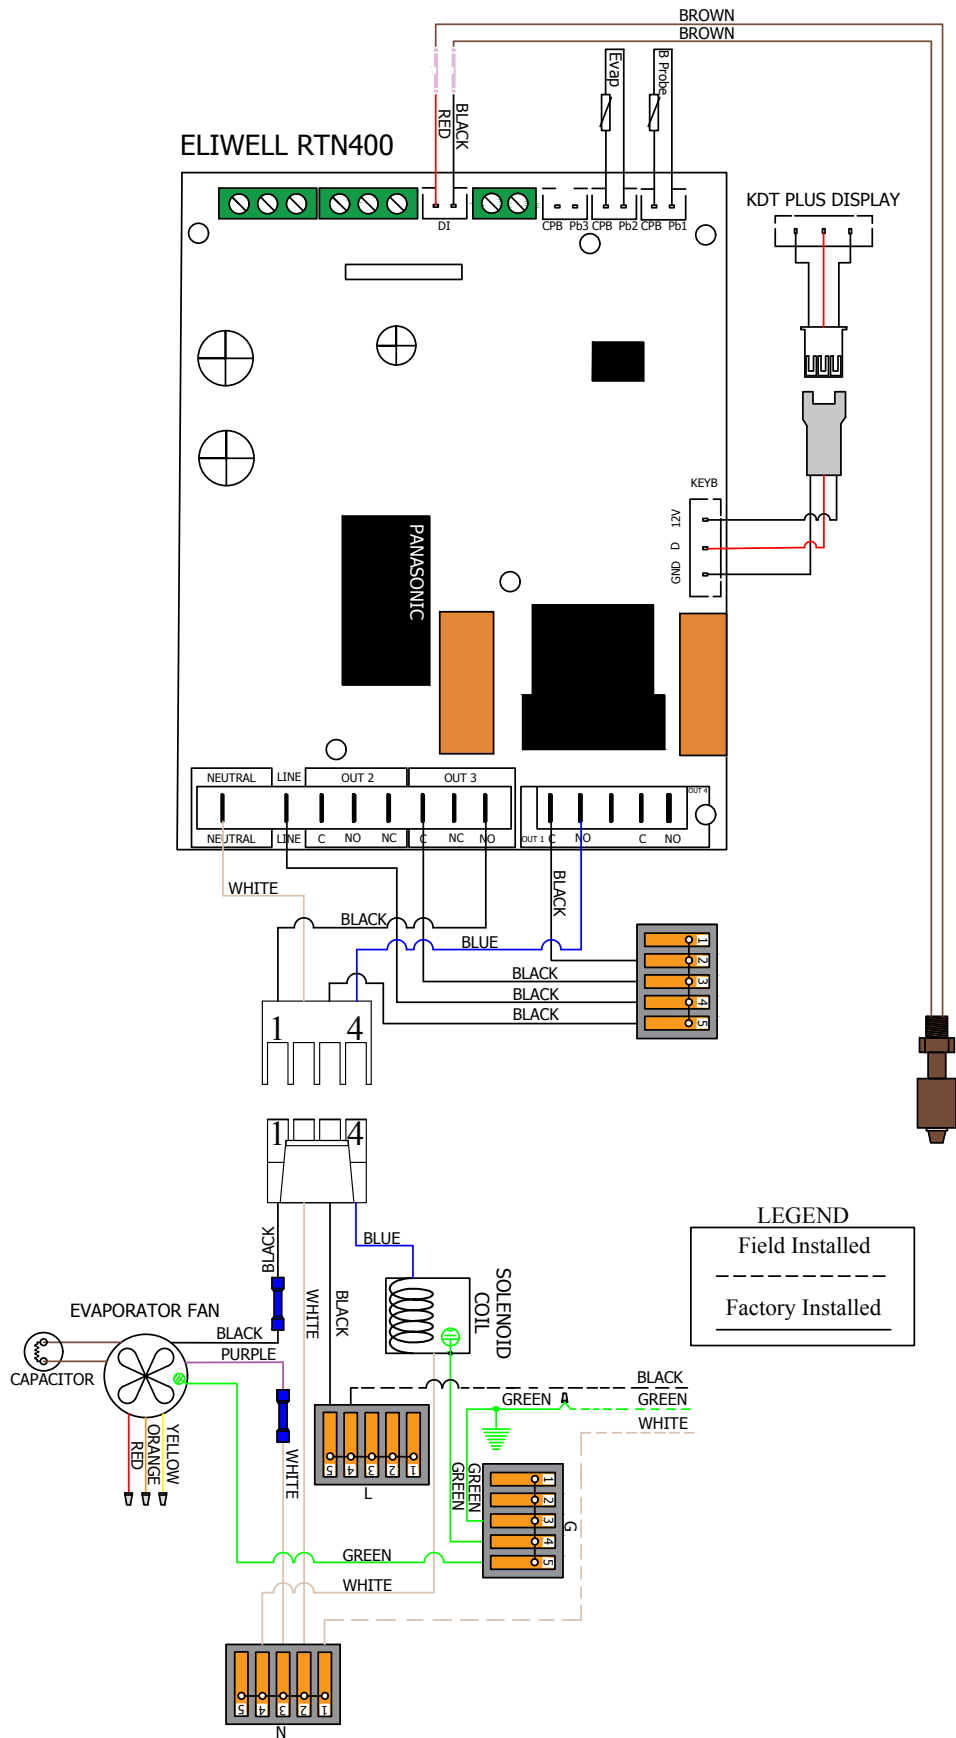 BROWN
BROWN
Evap
B Probe
RED
BLACK
ELIWELL RTN400
KDT PLUS DISPLAY
DI
CPB Pb3 CPB Pb2 CPB Pb1
KEYB
12V
D
GND
PANASONIC
NEUTRAL LINE OUT 2 OUT 3
OUT 4
NEUTRAL LINE C NO NC C NC NO
OUT 1 C NO C NO
WHITE
BLACK
BLACK
BLUE
BLACK
BLACK
BLACK
1
2
3
4
5
1 4
1 4
LEGEND
Field Installed
Factory Installed
BLACK
BLUE
WHITE
BLACK
SOLENOID
COIL
EVAPORATOR FAN
BLACK
PURPLE
CAPACITOR
BLACK
GREEN GREEN
WHITE
RED
ORANGE
YELLOW
WHITE
5 4 3 2 1
L
GREEN
GREEN
1
2
3
4
5
G
GREEN
WHITE
5 4 3 2 1
N